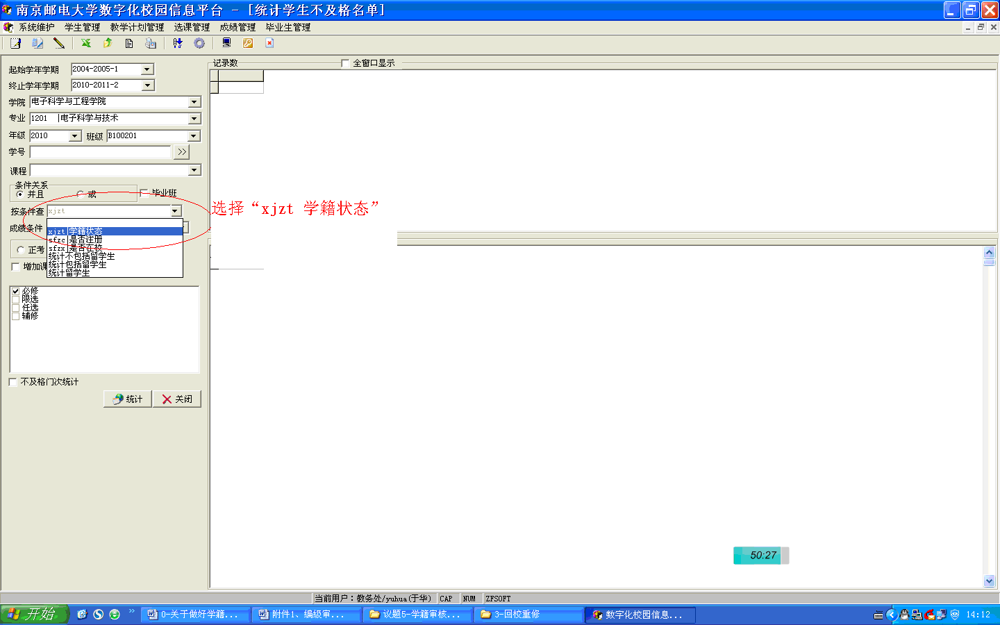 南京邮电大学数字化校园信息平台 - [统计学生不及格名单]
系统维护 学生管理 教学计划管理 选课管理 成绩管理 毕业生管理
记录数 全窗口显示
起始学年学期 2004-2005-1
终止学年学期 2010-2011-2
学院 电子科学与工程学院
专业 1201 |电子科学与技术
年级 2010 班级 B100201
学号 >>
课程
条件关系
并且 或 毕业班
按条件查 xjzt
选择“xjzt 学籍状态”
成绩条件
xjzt|学籍状态
sfzc|是否注册
正考 sfzx|是否在校
统计不包括留学生
增加课 统计包括留学生
统计留学生
必修
限选
任选
辅修
不及格门次统计
统计 关闭
50:27
当前用户：教务处/yuhua(于华) CAP NUM ZFSOFT
开始 0-关于做好学籍... 附件1、编级审... 议题5-学籍审核... 3-回校重修 数字化校园信息... 14:12